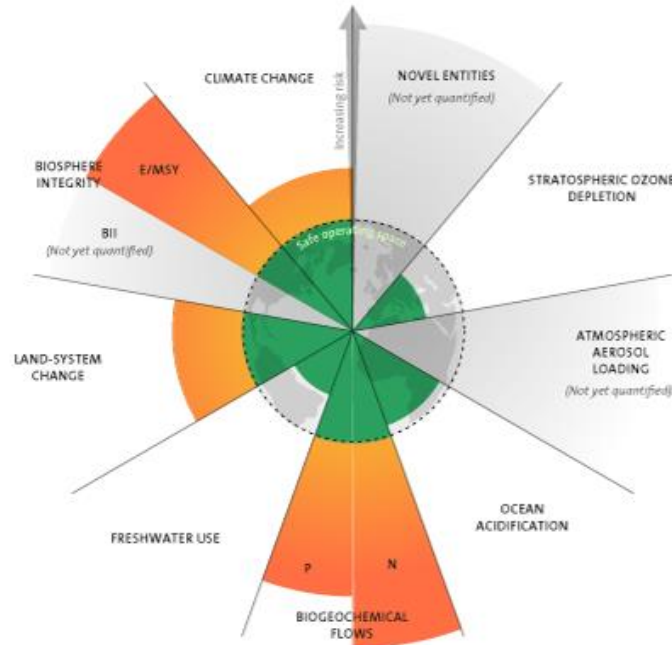 CLIMATE CHANGE
Increasing risk
NOVEL ENTITIES
(Not yet quantified)
STRATOSPHERIC OZONE
DEPLETION
BIOSPHERE
INTEGRITY
E/MSY
BII
(Not yet quantified)
Safe operating space
ATMOSPHERIC
AEROSOL
LOADING
(Not yet quantified)
LAND-SYSTEM
CHANGE
OCEAN
ACIDIFICATION
FRESHWATER USE
P
N
BIOGEOCHEMICAL
FLOWS